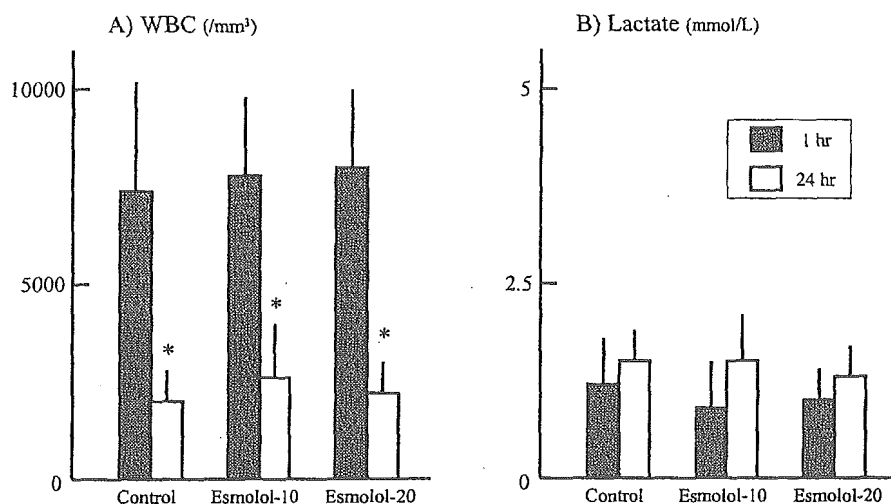 A) WBC (/mm³)
10000
5000
0
*
*
*
Control Esmolol-10 Esmolol-20
B) Lactate (mmol/L)
5
2.5
0
1 hr
24 hr
Control Esmolol-10 Esmolol-20